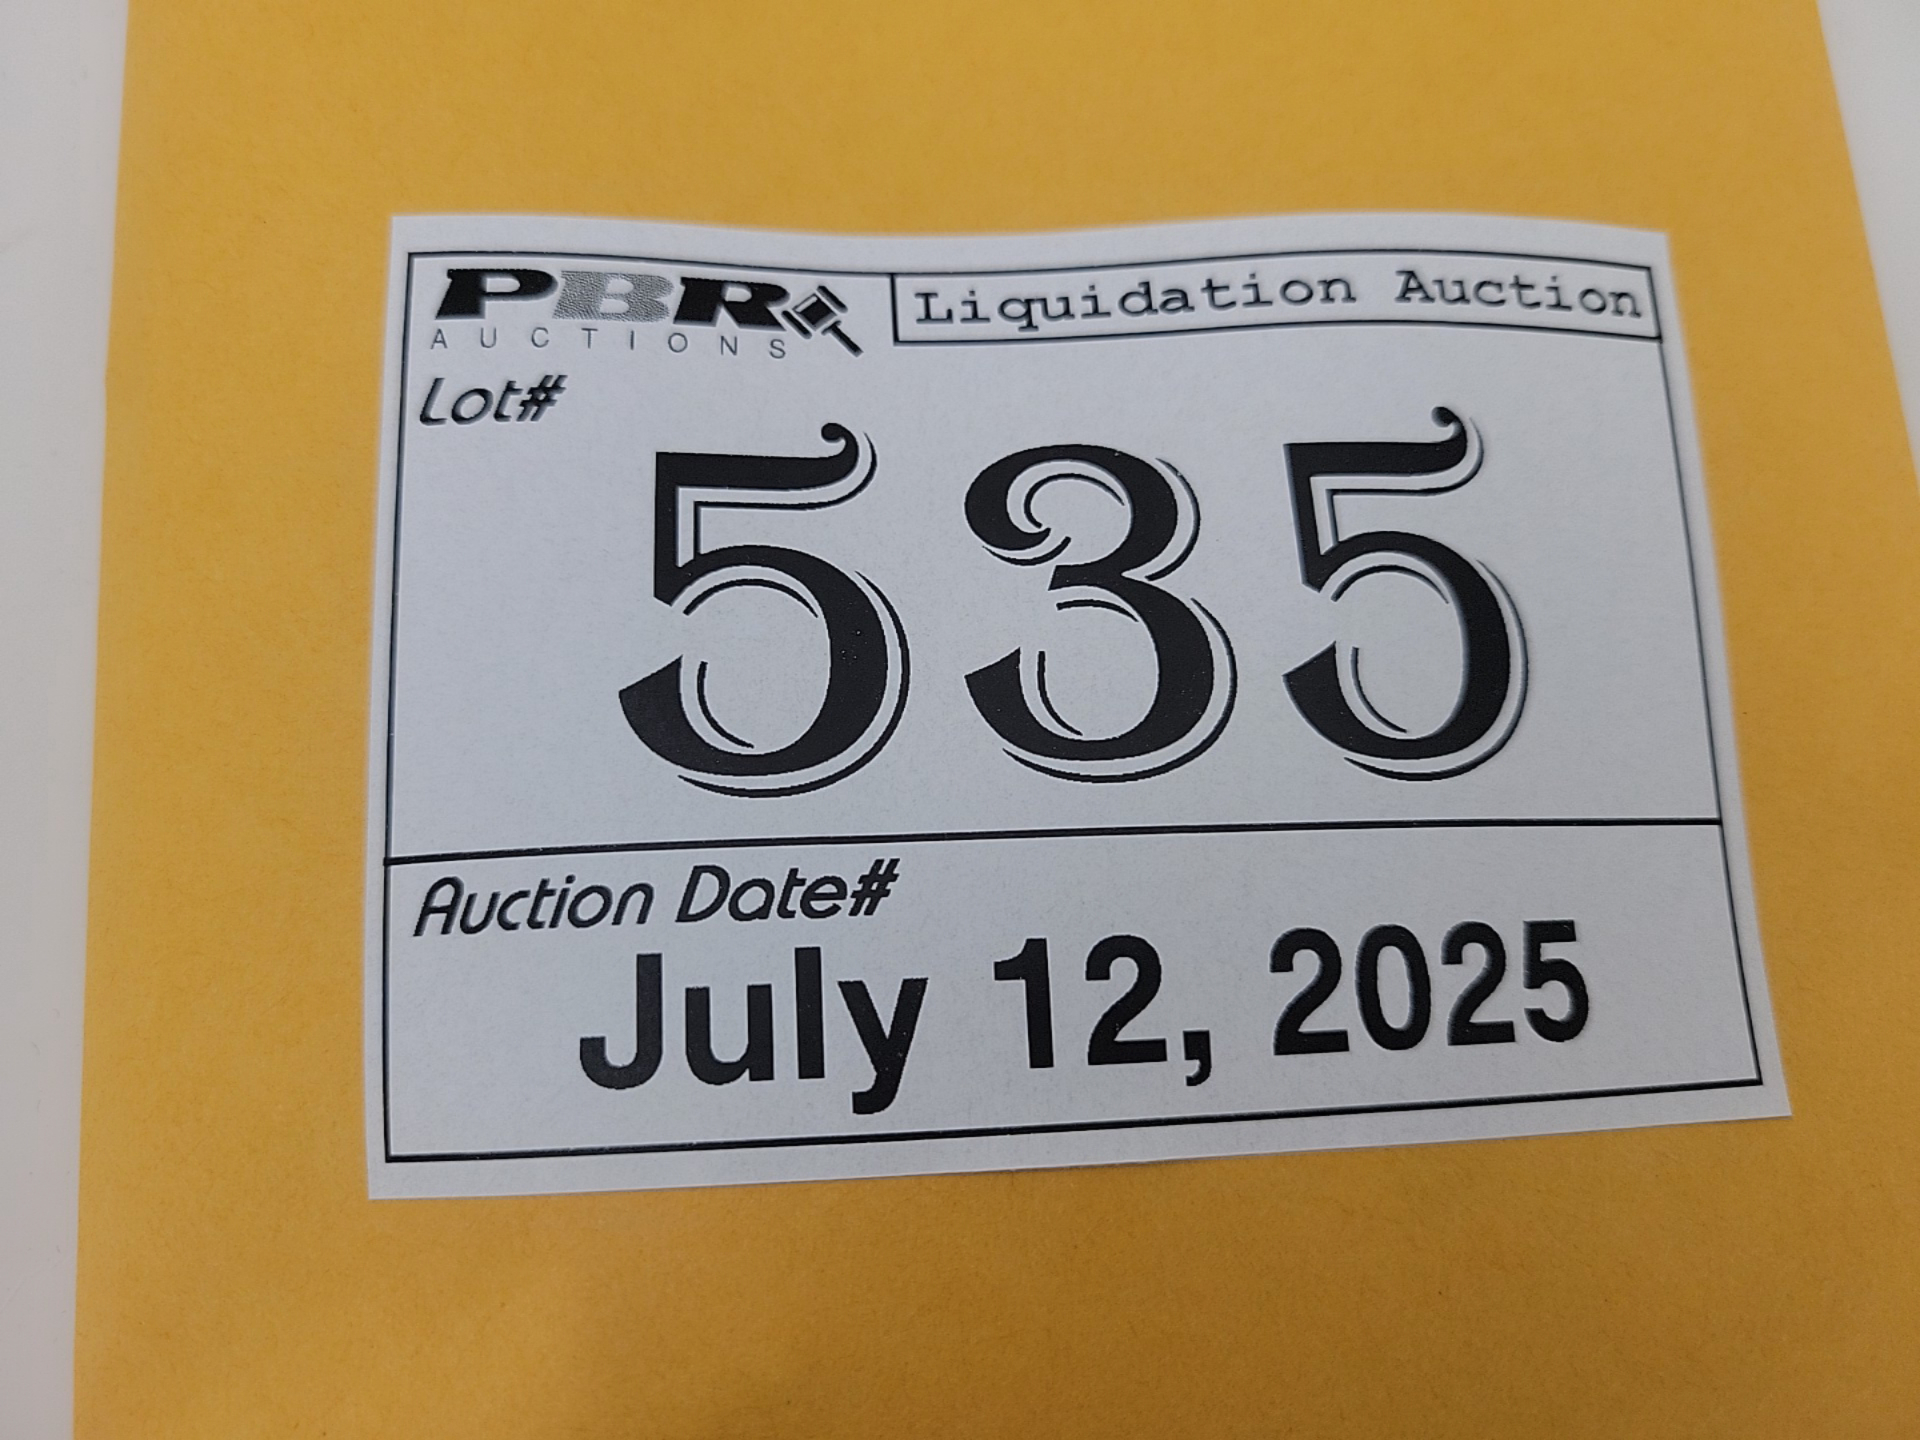 PBR
AUCTIONS
Liquidation Auction
Lot#
535
Auction Date#
July 12, 2025